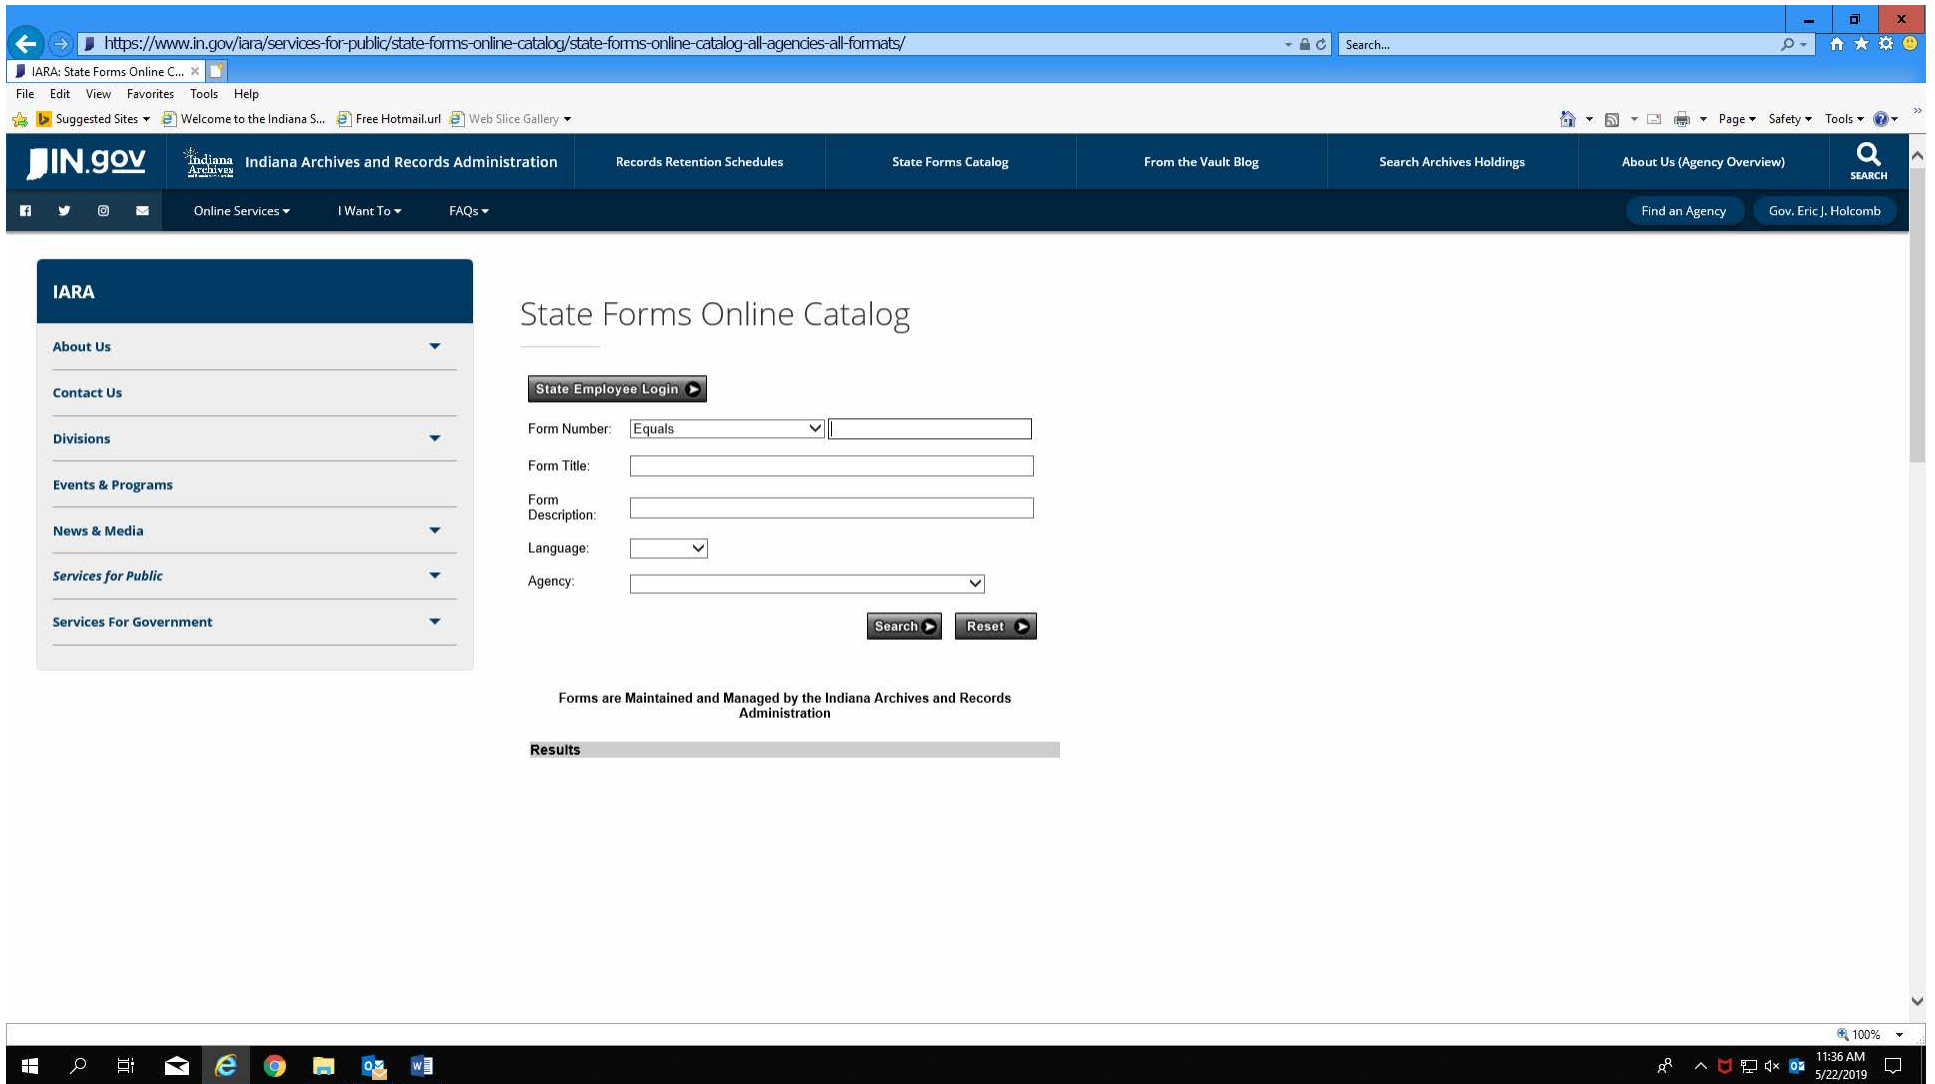 https://www.in.gov/iara/services-for-public/state-forms-online-catalog/state-forms-online-catalog-all-agencies-all-formats/
Search...
IARA: State Forms Online C...
File Edit View Favorites Tools Help
Suggested Sites Welcome to the Indiana S... Free Hotmail.url Web Slice Gallery
Page Safety Tools
IN.gov
Indiana Archives
Indiana Archives and Records Administration
Records Retention Schedules
State Forms Catalog
From the Vault Blog
Search Archives Holdings
About Us (Agency Overview)
SEARCH
Online Services I Want To FAQs
Find an Agency
Gov. Eric J. Holcomb
IARA
About Us
Contact Us
Divisions
Events & Programs
News & Media
Services for Public
Services For Government
State Forms Online Catalog
State Employee Login
Form Number: Equals
Form Title:
Form
Description:
Language:
Agency:
Search Reset
Forms are Maintained and Managed by the Indiana Archives and Records
Administration
Results
100%
11:36 AM
5/22/2019